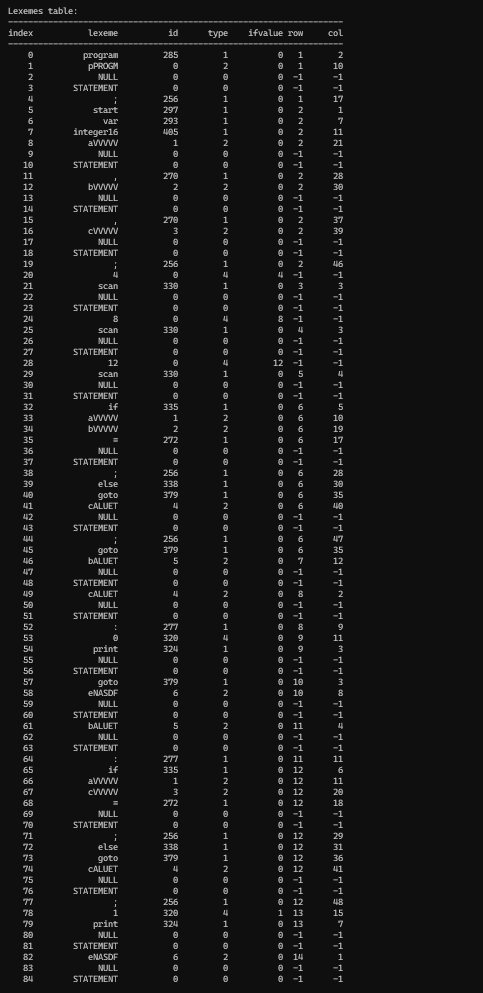 Lexemes table:
index lexeme id type ifvalue row col
0 program 285 1 0 1 2
1 pPROGM 0 2 0 1 10
2 NULL 0 0 0 -1 -1
3 STATEMENT 0 0 0 -1 -1
4 ; 256 1 0 1 17
5 start 297 1 0 2 1
6 var 293 1 0 2 7
7 integer16 405 1 0 2 11
8 aVVVVV 1 2 0 2 21
9 NULL 0 0 0 -1 -1
10 STATEMENT 0 0 0 -1 -1
11 , 270 1 0 2 28
12 bVVVVV 2 2 0 2 30
13 NULL 0 0 0 -1 -1
14 STATEMENT 0 0 0 -1 -1
15 , 270 1 0 2 37
16 cVVVVV 3 2 0 2 39
17 NULL 0 0 0 -1 -1
18 STATEMENT 0 0 0 -1 -1
19 ; 256 1 0 2 46
20 4 0 4 4 -1 -1
21 scan 330 1 0 3 3
22 NULL 0 0 0 -1 -1
23 STATEMENT 0 0 0 -1 -1
24 8 0 4 8 -1 -1
25 scan 330 1 0 4 3
26 NULL 0 0 0 -1 -1
27 STATEMENT 0 0 0 -1 -1
28 12 0 4 12 -1 -1
29 scan 330 1 0 5 4
30 NULL 0 0 0 -1 -1
31 STATEMENT 0 0 0 -1 -1
32 if 335 1 0 6 5
33 aVVVVV 1 2 0 6 10
34 bVVVVV 2 2 0 6 19
35 = 272 1 0 6 17
36 NULL 0 0 0 -1 -1
37 STATEMENT 0 0 0 -1 -1
38 ; 256 1 0 6 28
39 else 338 1 0 6 30
40 goto 379 1 0 6 35
41 cALUET 4 2 0 6 40
42 NULL 0 0 0 -1 -1
43 STATEMENT 0 0 0 -1 -1
44 ; 256 1 0 6 47
45 goto 379 1 0 6 35
46 bALUET 5 2 0 7 12
47 NULL 0 0 0 -1 -1
48 STATEMENT 0 0 0 -1 -1
49 cALUET 4 2 0 8 2
50 NULL 0 0 0 -1 -1
51 STATEMENT 0 0 0 -1 -1
52 : 277 1 0 8 9
53 0 320 4 0 9 11
54 print 324 1 0 9 3
55 NULL 0 0 0 -1 -1
56 STATEMENT 0 0 0 -1 -1
57 goto 379 1 0 10 3
58 eNASDF 6 2 0 10 8
59 NULL 0 0 0 -1 -1
60 STATEMENT 0 0 0 -1 -1
61 bALUET 5 2 0 11 4
62 NULL 0 0 0 -1 -1
63 STATEMENT 0 0 0 -1 -1
64 : 277 1 0 11 11
65 if 335 1 0 12 6
66 aVVVVV 1 2 0 12 11
67 cVVVVV 3 2 0 12 20
68 = 272 1 0 12 18
69 NULL 0 0 0 -1 -1
70 STATEMENT 0 0 0 -1 -1
71 ; 256 1 0 12 29
72 else 338 1 0 12 31
73 goto 379 1 0 12 36
74 cALUET 4 2 0 12 41
75 NULL 0 0 0 -1 -1
76 STATEMENT 0 0 0 -1 -1
77 ; 256 1 0 12 48
78 1 320 4 1 13 15
79 print 324 1 0 13 7
80 NULL 0 0 0 -1 -1
81 STATEMENT 0 0 0 -1 -1
82 eNASDF 6 2 0 14 1
83 NULL 0 0 0 -1 -1
84 STATEMENT 0 0 0 -1 -1